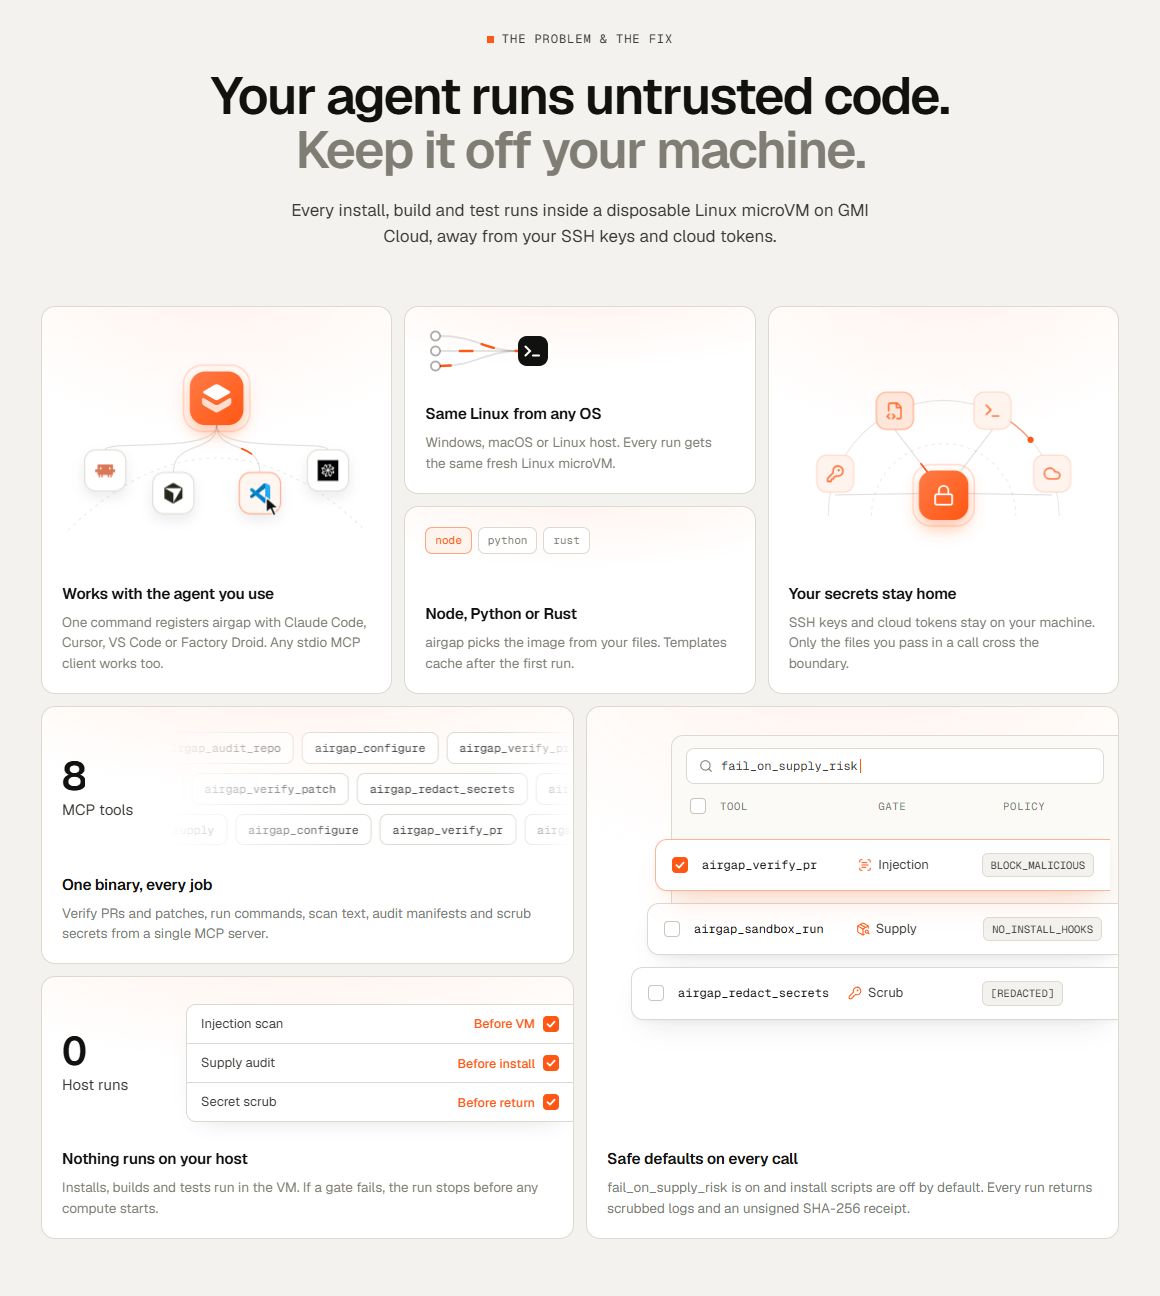 THE PROBLEM & THE FIX
Your agent runs untrusted code.
Keep it off your machine.
Every install, build and test runs inside a disposable Linux microVM on GMI
Cloud, away from your SSH keys and cloud tokens.
Works with the agent you use
One command registers airgap with Claude Code,
Cursor, VS Code or Factory Droid. Any stdio MCP
client works too.
Same Linux from any OS
Windows, macOS or Linux host. Every run gets
the same fresh Linux microVM.
node python rust
Node, Python or Rust
airgap picks the image from your files. Templates
cache after the first run.
Your secrets stay home
SSH keys and cloud tokens stay on your machine.
Only the files you pass in a call cross the
boundary.
8
MCP tools
rgap_audit_repo airgap_configure airgap_verify_pr
airgap_verify_patch airgap_redact_secrets air
supply airgap_configure airgap_verify_pr airga
One binary, every job
Verify PRs and patches, run commands, scan text, audit manifests and scrub
secrets from a single MCP server.
0
Host runs
Injection scan Before VM
Supply audit Before install
Secret scrub Before return
Nothing runs on your host
Installs, builds and tests run in the VM. If a gate fails, the run stops before any
compute starts.
fail_on_supply_risk
TOOL GATE POLICY
airgap_verify_pr Injection BLOCK_MALICIOUS
airgap_sandbox_run Supply NO_INSTALL_HOOKS
airgap_redact_secrets Scrub [REDACTED]
Safe defaults on every call
fail_on_supply_risk is on and install scripts are off by default. Every run returns
scrubbed logs and an unsigned SHA-256 receipt.